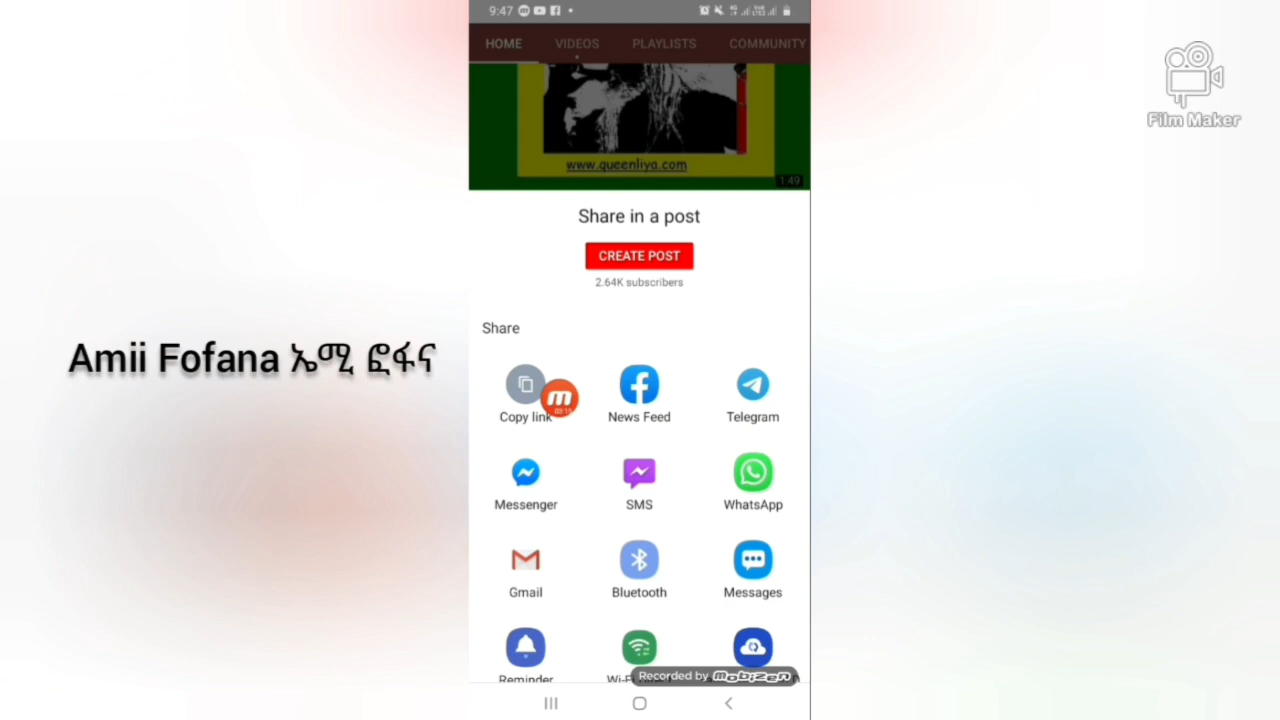 9:47
HOME VIDEOS PLAYLISTS COMMUNITY
www.queenliya.com
1:49
Film Maker
Share in a post
CREATE POST
2.64K subscribers
Share
Amii Fofana ኤሚ ፎፋና
Copy link News Feed Telegram
Messenger SMS WhatsApp
Gmail Bluetooth Messages
Reminder
Recorded by mobizen